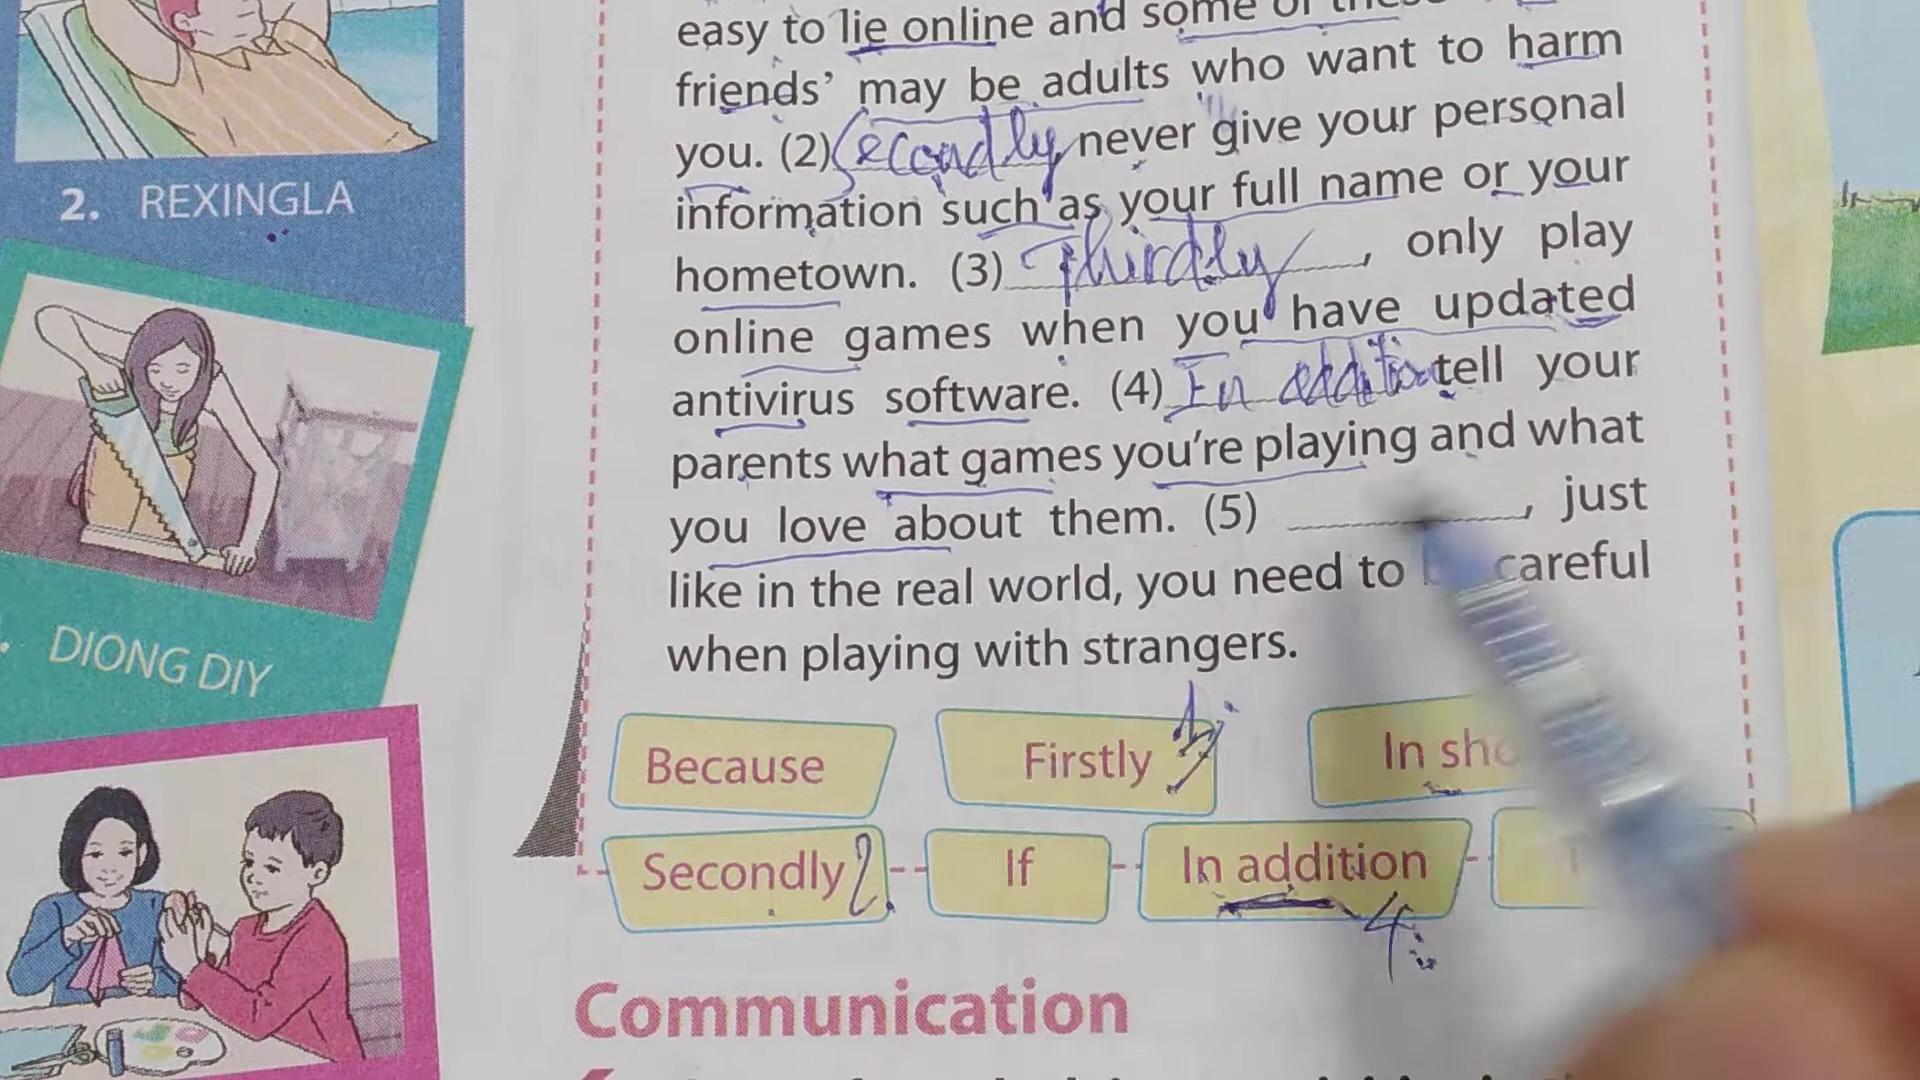 easy to lie online and some of these
friends’ may be adults who want to harm
you. (2) Secondly never give your personal
information such as your full name or your
hometown. (3) Thirdly, only play
online games when you have updated
antivirus software. (4) In addition tell your
parents what games you’re playing and what
you love about them. (5) ____, just
like in the real world, you need to careful
when playing with strangers.
Because
Firstly 1
In sho
Secondly 2
If
In addition 4
Communication
2. REXINGLA
DIONG DIY